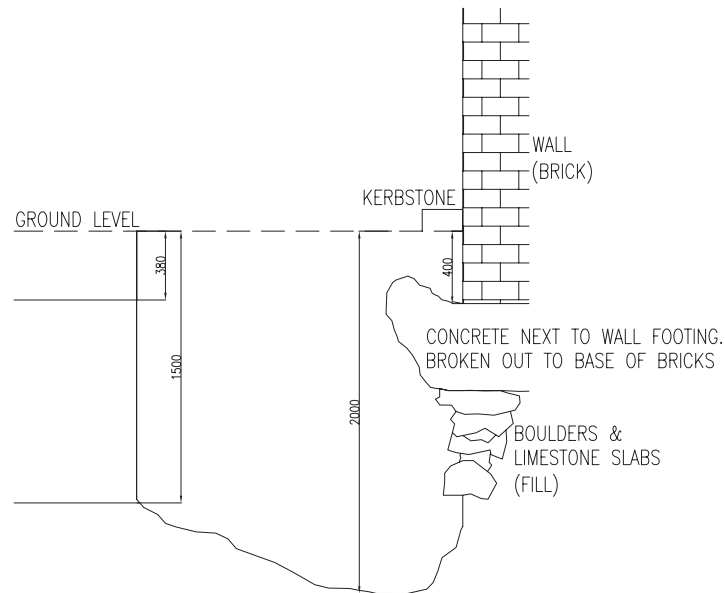 WALL
(BRICK)
KERBSTONE
GROUND LEVEL
380
400
1500
2000
CONCRETE NEXT TO WALL FOOTING.
BROKEN OUT TO BASE OF BRICKS
BOULDERS &
LIMESTONE SLABS
(FILL)